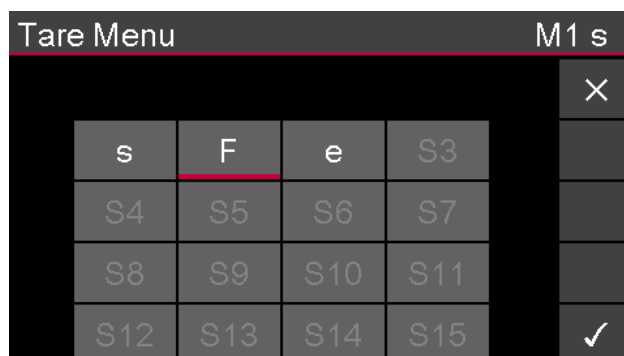 Tare Menu M1 s
s F e S3
S4 S5 S6 S7
S8 S9 S10 S11
S12 S13 S14 S15